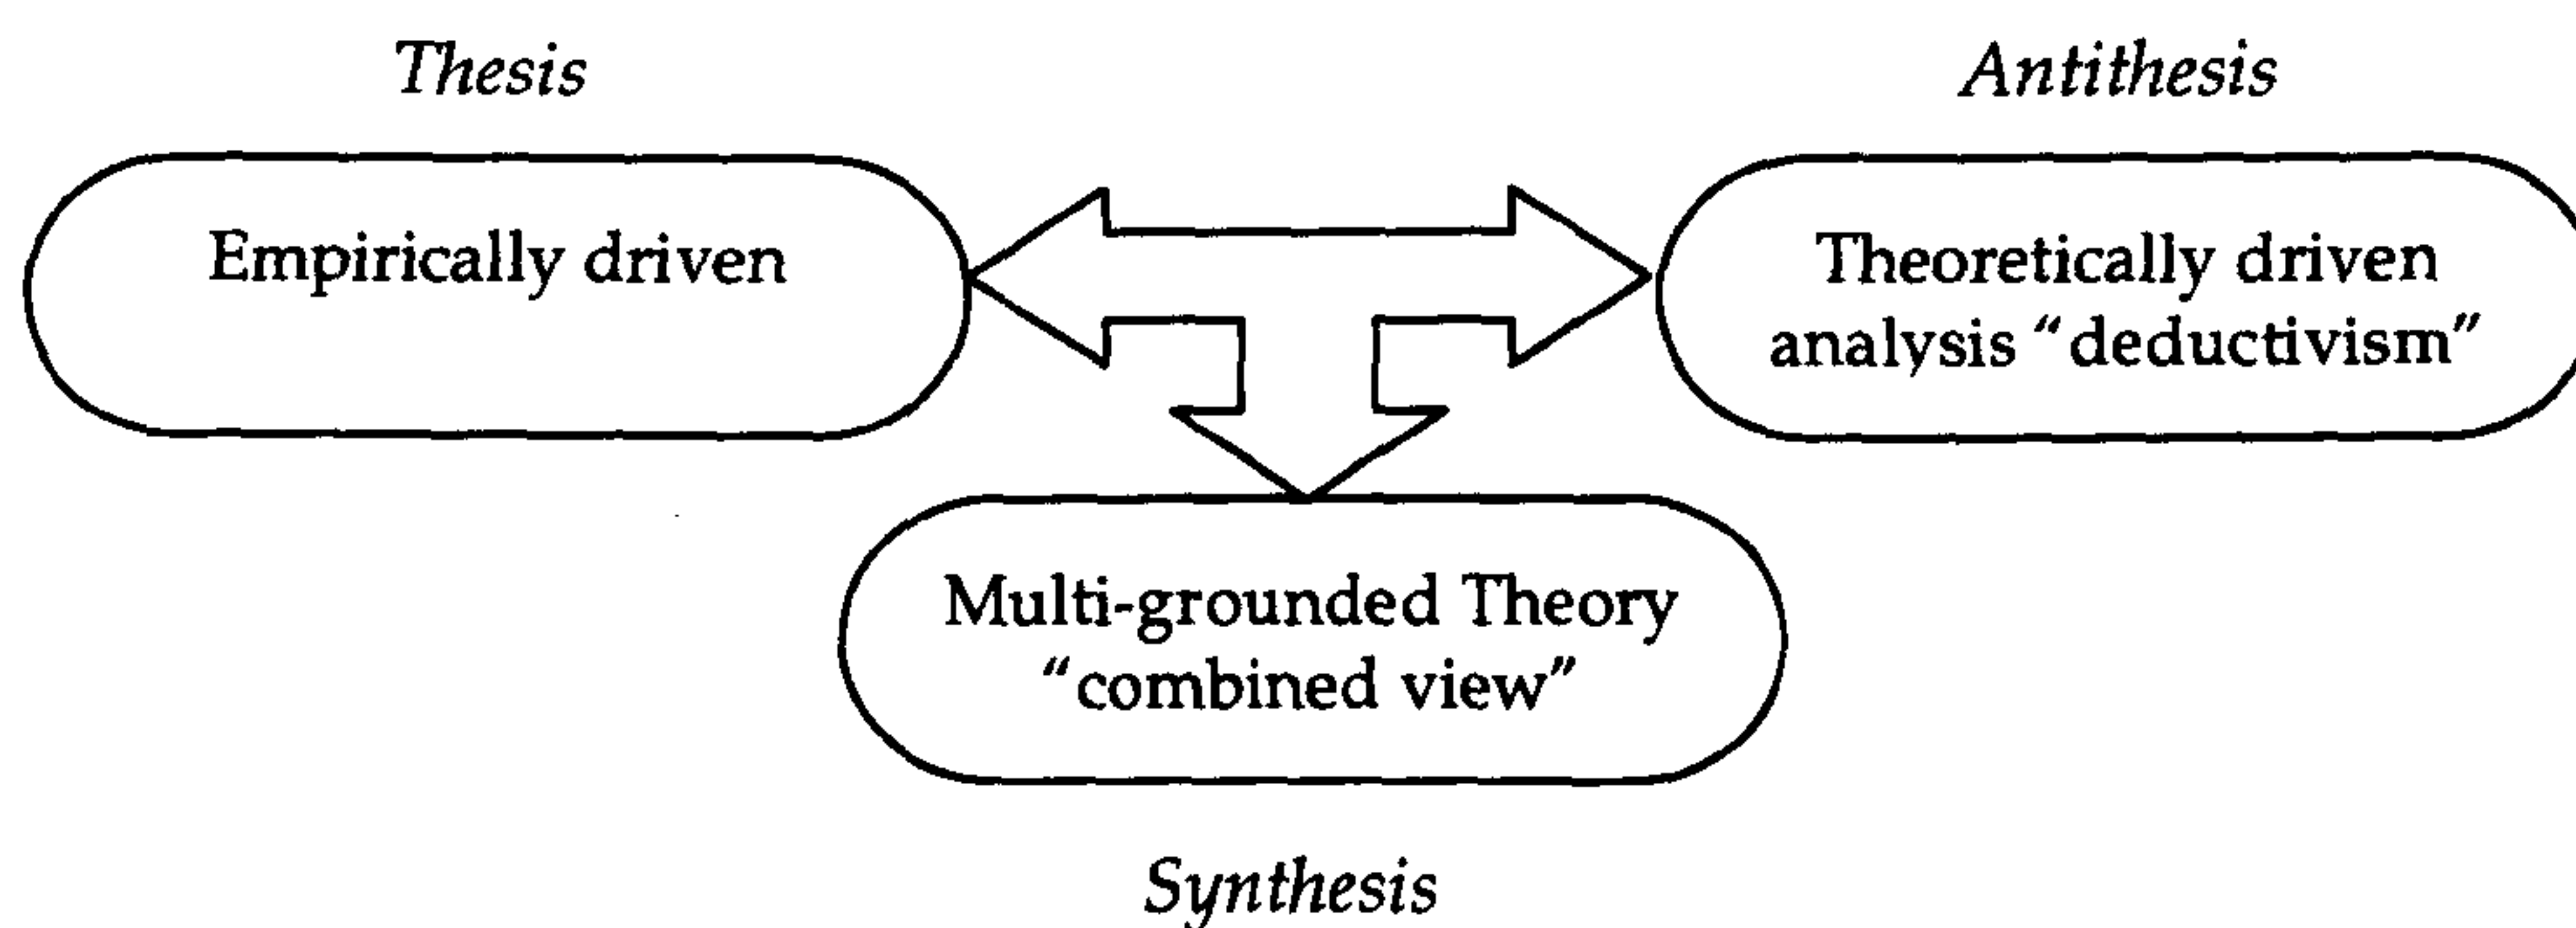 Thesis
Antithesis
Empirically driven
Theoretically driven
analysis “deductivism”
Multi-grounded Theory
“combined view”
Synthesis